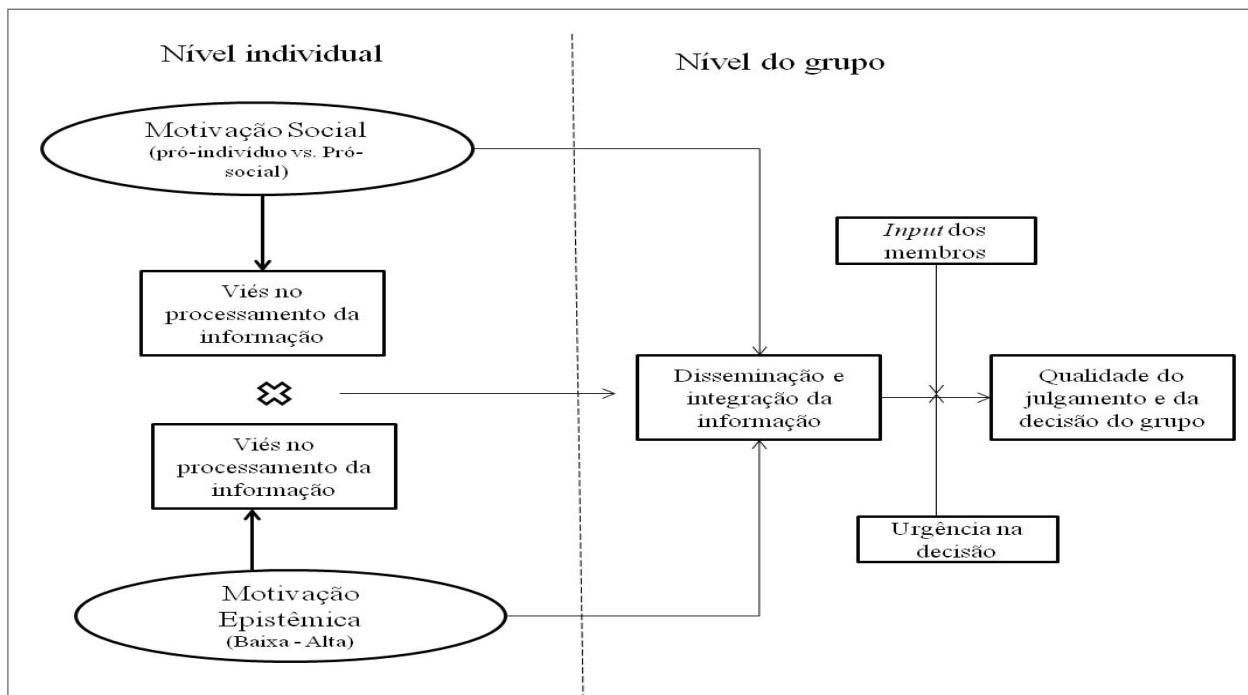 Nível individual
Nível do grupo
Motivação Social
(pró-indivíduo vs. Pró-
social)
Viés no
processamento da
informação
Viés no
processamento da
informação
Motivação
Epistêmica
(Baixa - Alta)
Disseminação e
integração da
informação
Input dos
membros
Urgência na
decisão
Qualidade do
julgamento e da
decisão do grupo